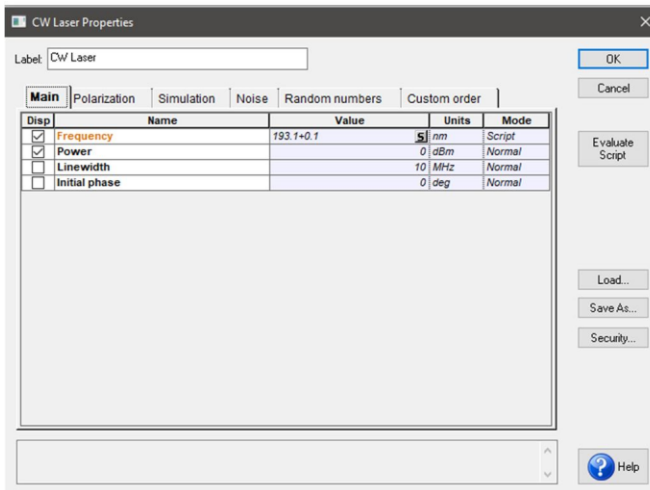 CW Laser Properties
Label: CW Laser
OK
Cancel
Main Polarization Simulation Noise Random numbers Custom order
Disp Name Value Units Mode
Frequency 193.1+0.1 S nm Script
Power 0 dBm Normal
Linewidth 10 MHz Normal
Initial phase 0 deg Normal
Evaluate
Script
Load...
Save As...
Security...
? Help